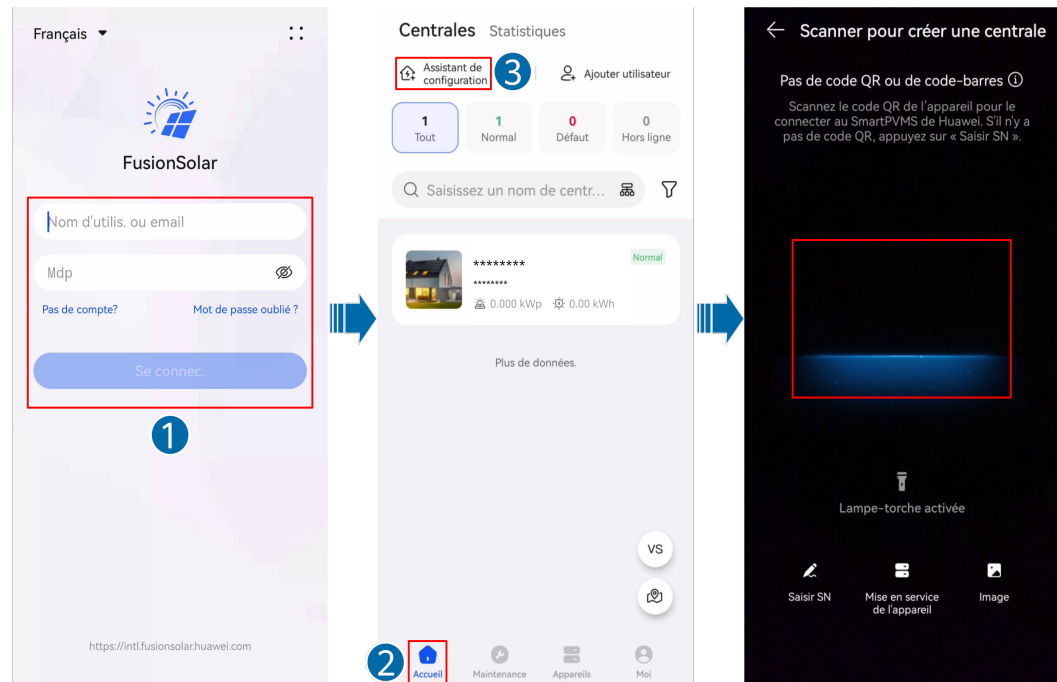 Français
FusionSolar
Nom d'utilis. ou email
Mdp
Pas de compte?
Mot de passe oublié ?
Se connec.
1
https://intl.fusionsolar.huawei.com
Centrales Statistiques
Assistant de
configuration
3
Ajouter utilisateur
1
Tout
1
Normal
0
Défaut
0
Hors ligne
Saisissez un nom de centr...
********
Normal
********
0.000 kWp 0.00 kWh
Plus de données.
VS
2
Accueil
Maintenance
Appareils
Moi
Scanner pour créer une centrale
Pas de code QR ou de code-barres
Scannez le code QR de l'appareil pour le
connecter au SmartPVMS de Huawei. S'il n'y a
pas de code QR, appuyez sur « Saisir SN ».
Lampe-torche activée
Saisir SN
Mise en service
de l'appareil
Image